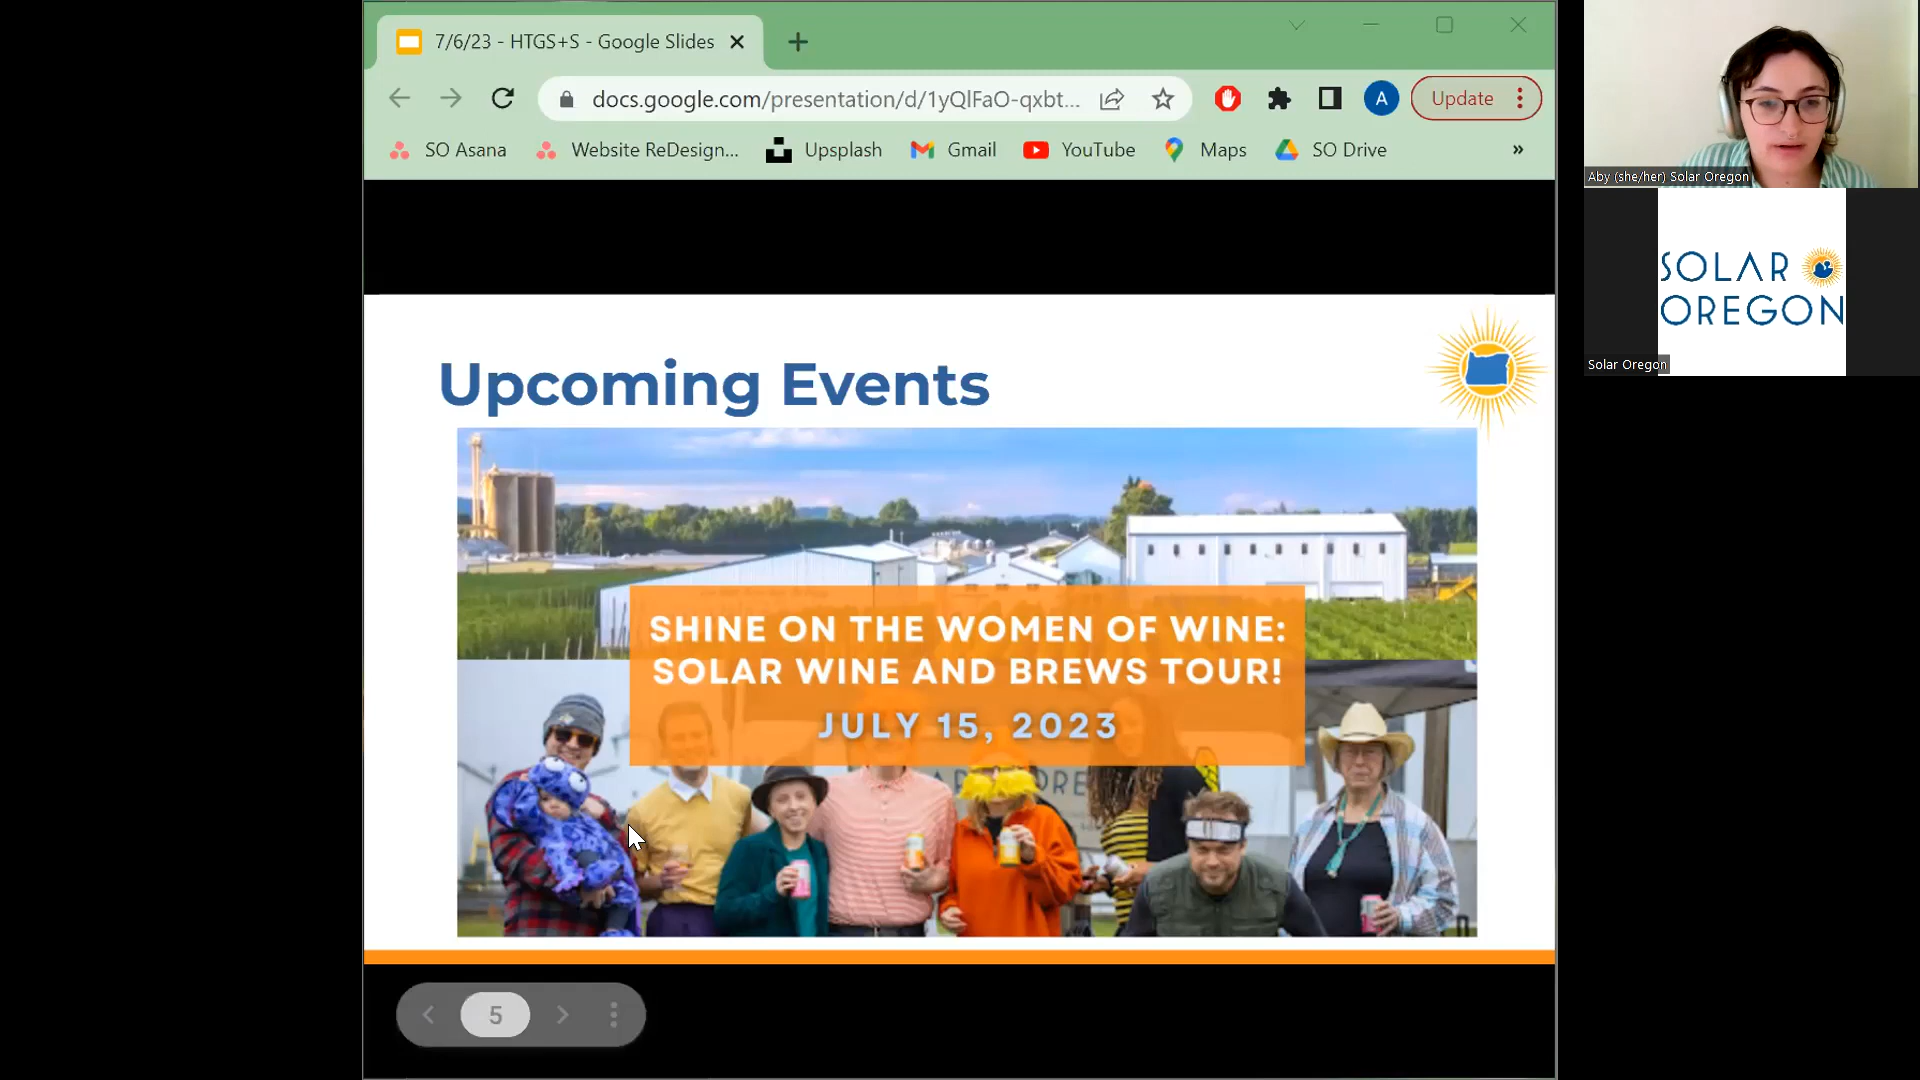 7/6/23 - HTGS+S - Google Slides
docs.google.com/presentation/d/1yQlFaO-qxbt...
A
Update
SO Asana
Website ReDesign...
Upsplash
Gmail
YouTube
Maps
SO Drive
»
Upcoming Events
SHINE ON THE WOMEN OF WINE:
SOLAR WINE AND BREWS TOUR!
JULY 15, 2023
5
Aby (she/her) Solar Oregon
SOLAR
OREGON
Solar Oregon